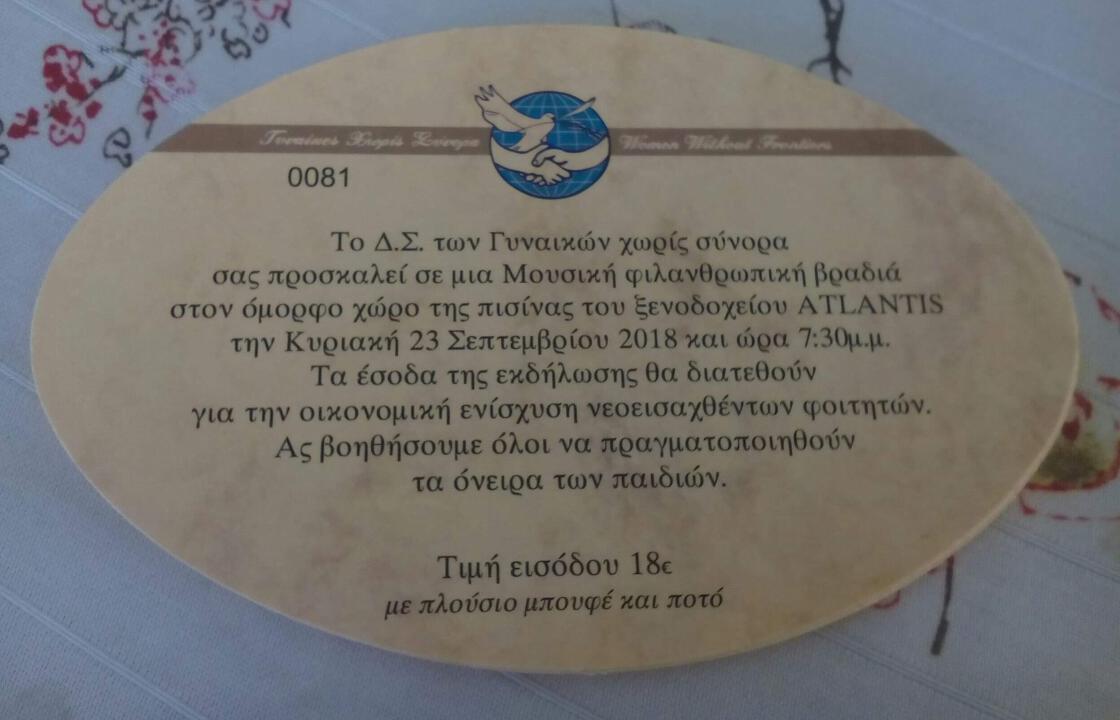 Γυναίκες Χωρίς Σύνορα Women Without Frontiers
0081
Το Δ.Σ. των Γυναικών χωρίς σύνορα
σας προσκαλεί σε μια Μουσική φιλανθρωπική βραδιά
στον όμορφο χώρο της πισίνας του ξενοδοχείου ATLANTIS
την Κυριακή 23 Σεπτεμβρίου 2018 και ώρα 7:30μ.μ.
Τα έσοδα της εκδήλωσης θα διατεθούν
για την οικονομική ενίσχυση νεοεισαχθέντων φοιτητών.
Ας βοηθήσουμε όλοι να πραγματοποιηθούν
τα όνειρα των παιδιών.
Τιμή εισόδου 18€
με πλούσιο μπουφέ και ποτό